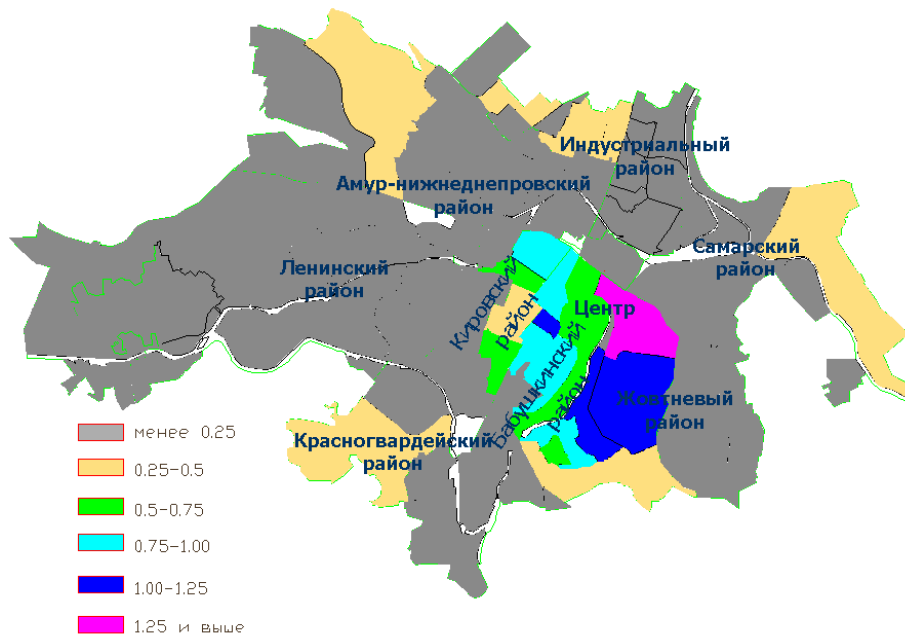 Индустриальный
район
Амур-нижнеднепровский
район
Самарский
район
Ленинский
район
Кировский
район
Центр
Бабушкинский
район
Жовтневый
район
Красногвардейский
район
менее 0.25
0.25-0.5
0.5-0.75
0.75-1.00
1.00-1.25
1.25 и выше